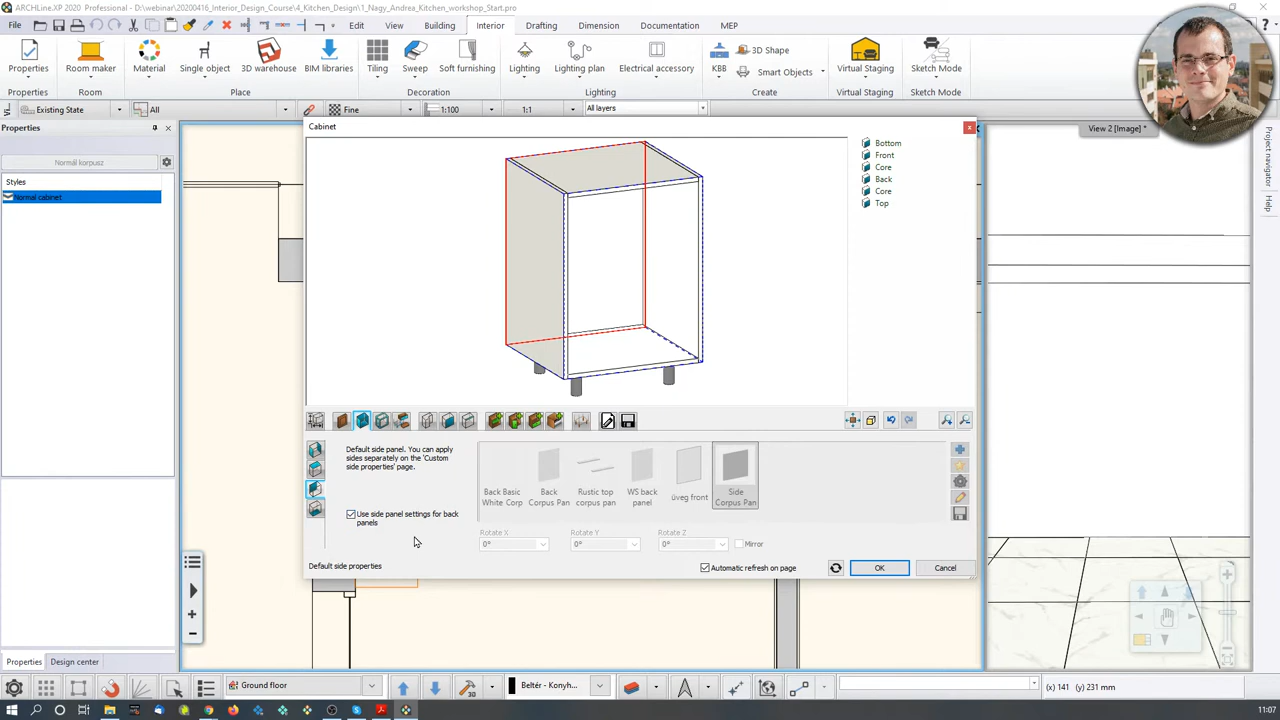 ARCHLine.XP 2020 Professional - D:\webinar\20200416_Interior_Design_Course\4_Kitchen_Design\1_Nagy_Andrea_Kitchen_workshop_Start.pro
File
Edit
View
Building
Interior
Drafting
Dimension
Documentation
MEP
Properties
Room maker
Material
Single object
3D warehouse
BIM libraries
Tiling
Sweep
Soft furnishing
Lighting
Lighting plan
Electrical accessory
KBB
3D Shape
Smart Objects
Virtual Staging
Sketch Mode
Properties
Room
Place
Decoration
Lighting
Create
Virtual Staging
Sketch Mode
Existing State
All
Fine
1:100
1:1
All layers
Properties
Cabinet
View 2 [Image] *
Project navigator
Help
Normál korpusz
Styles
Normal cabinet
Bottom
Front
Core
Back
Core
Top
Default side panel. You can apply
sides separately on the 'Custom
side properties' page.
Use side panel settings for back
panels
Back Basic
White Corp
Back
Corpus Pan
Rustic top
corpus pan
WS back
panel
üveg front
Side
Corpus Pan
Rotate X
Rotate Y
Rotate Z
0°
0°
0°
Mirror
Default side properties
Automatic refresh on page
OK
Cancel
Properties
Design center
Ground floor
Beltér - Konyh...
(x) 141 (y) 231 mm
11:07